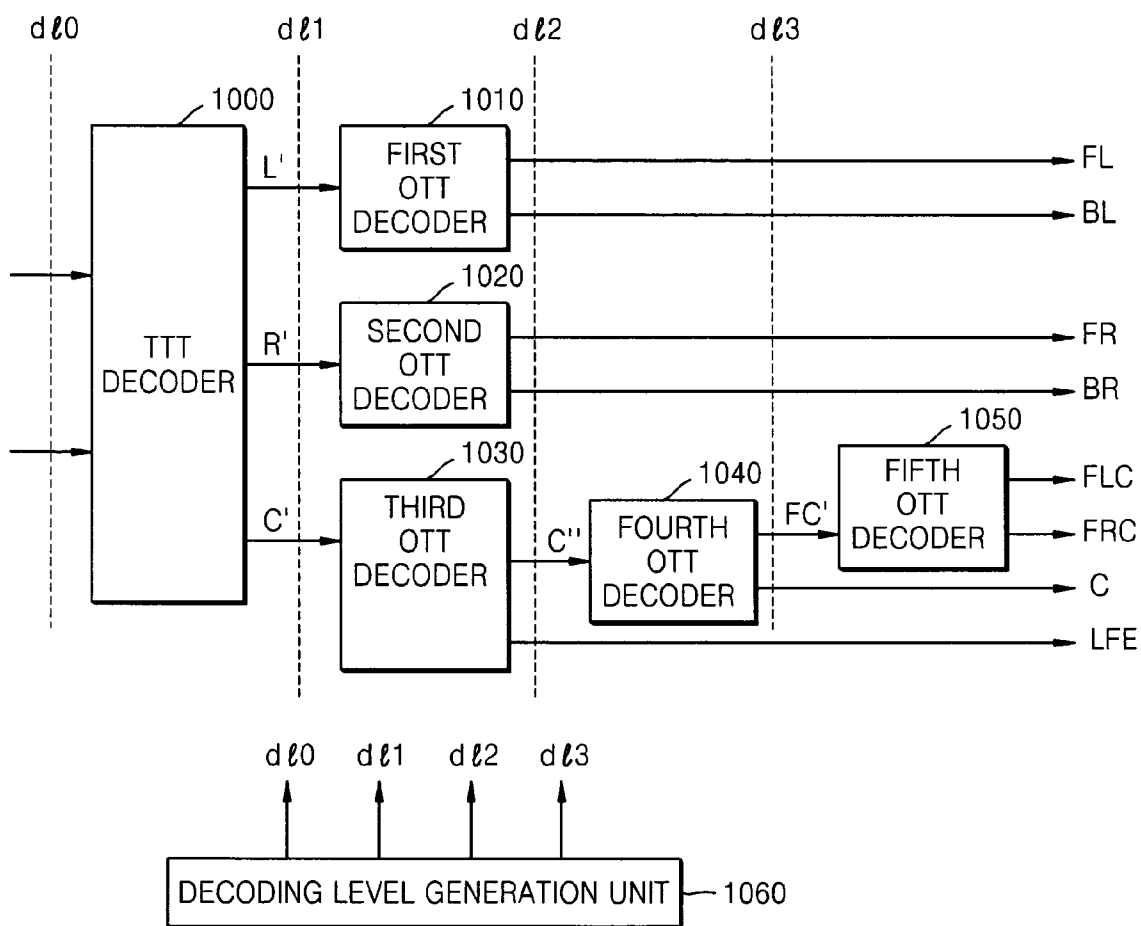 dℓ0 dℓ1 dℓ2 dℓ3
1000
1010
L'
FIRST
OTT
DECODER
FL
BL
1020
TTT
DECODER
R'
SECOND
OTT
DECODER
FR
BR
1030
C'
THIRD
OTT
DECODER
1040
C''
FOURTH
OTT
DECODER
1050
FC'
FIFTH
OTT
DECODER
FLC
FRC
C
LFE
dℓ0 dℓ1 dℓ2 dℓ3
DECODING LEVEL GENERATION UNIT
1060